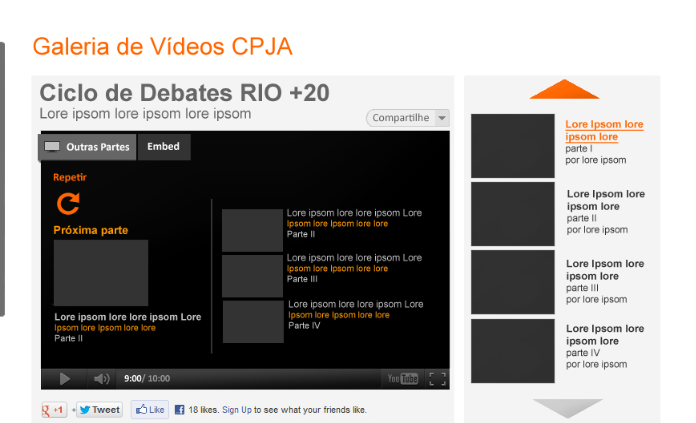 Galeria de Vídeos CPJA
Ciclo de Debates RIO +20
Lore ipsom lore ipsom lore ipsom
Compartilhe
Outras Partes
Embed
Repetir
Próxima parte
Lore ipsom lore lore ipsom Lore
Ipsom lore Ipsom lore lore
Parte II
Lore ipsom lore lore ipsom Lore
Ipsom lore Ipsom lore lore
Parte II
Lore ipsom lore lore ipsom Lore
Ipsom lore Ipsom lore lore
Parte III
Lore ipsom lore lore ipsom Lore
Ipsom lore Ipsom lore lore
Parte IV
9:00/ 10:00
YouTube
+1
Tweet
Like
18 likes. Sign Up to see what your friends like.
Lore Ipsom lore
ipsom lore
parte I
por lore ipsom
Lore Ipsom lore
ipsom lore
parte II
por lore ipsom
Lore Ipsom lore
ipsom lore
parte III
por lore ipsom
Lore Ipsom lore
ipsom lore
parte IV
por lore ipsom